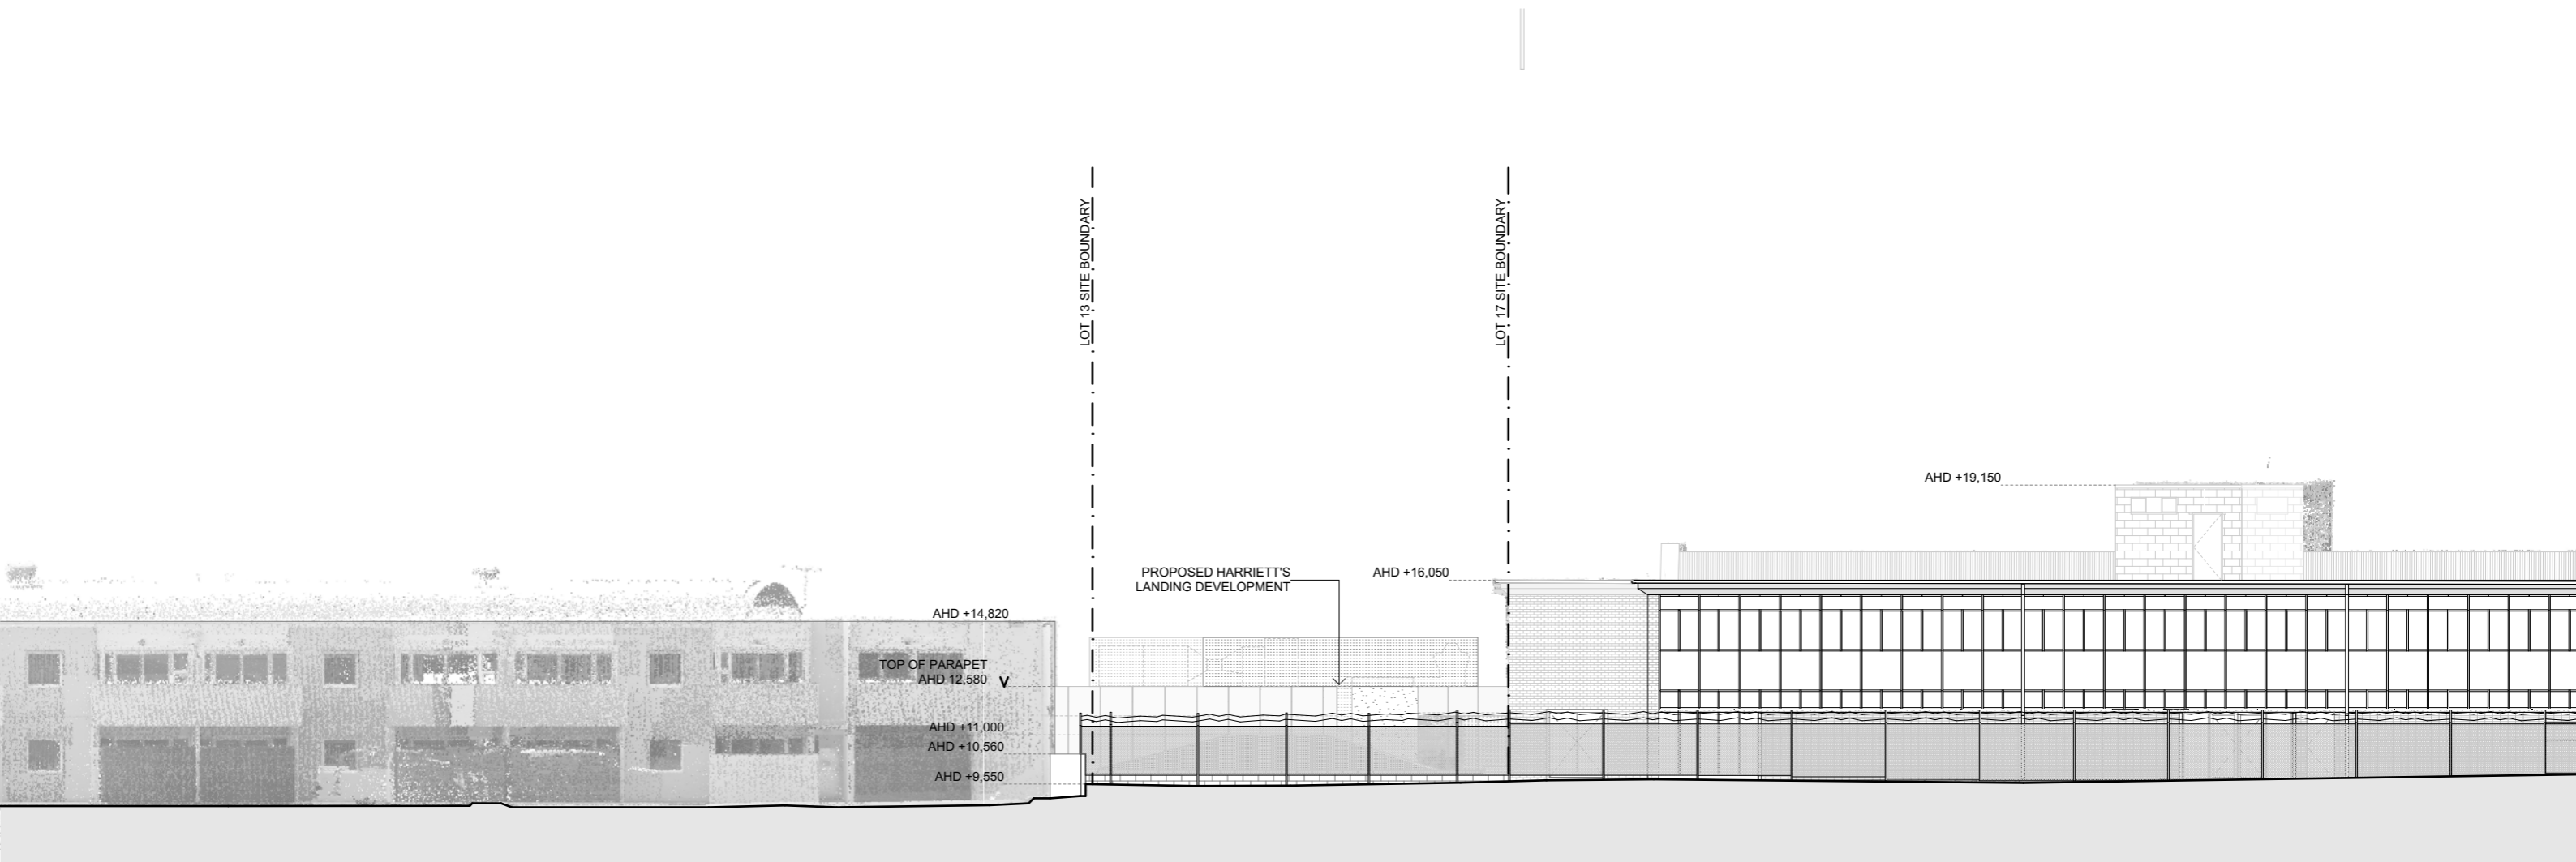 LOT 13 SITE BOUNDARY
LOT 17 SITE BOUNDARY
AHD +19,150
PROPOSED HARRIETT'S
LANDING DEVELOPMENT
AHD +16,050
AHD +14,820
TOP OF PARAPET
AHD 12,580
AHD +11,000
AHD +10,560
AHD +9,550